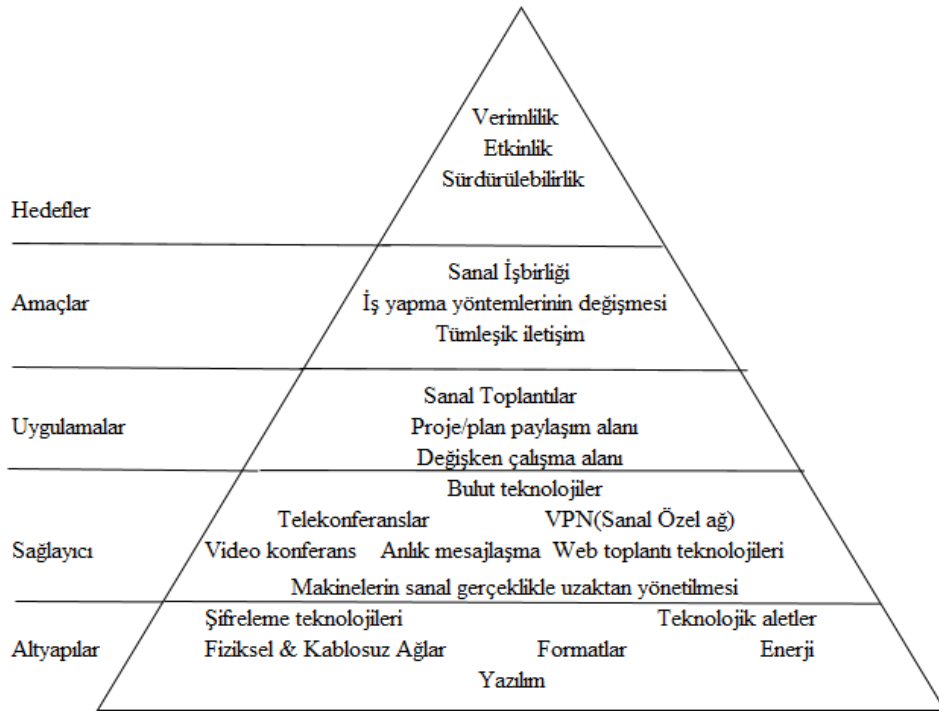 Verimlilik
Etkinlik
Sürdürülebilirlik
Hedefler
Sanal İşbirliği
Amaçlar İş yapma yöntemlerinin değişmesi
Tümleşik iletişim
Sanal Toplantılar
Uygulamalar Proje/plan paylaşım alanı
Değişken çalışma alanı
Bulut teknolojiler
Telekonferanslar VPN(Sanal Özel ağ)
Sağlayıcı Video konferans Anlık mesajlaşma Web toplantı teknolojileri
Makinelerin sanal gerçeklikle uzaktan yönetilmesi
Şifreleme teknolojileri Teknolojik aletler
Altyapılar Fiziksel & Kablosuz Ağlar Formatlar Enerji
Yazılım